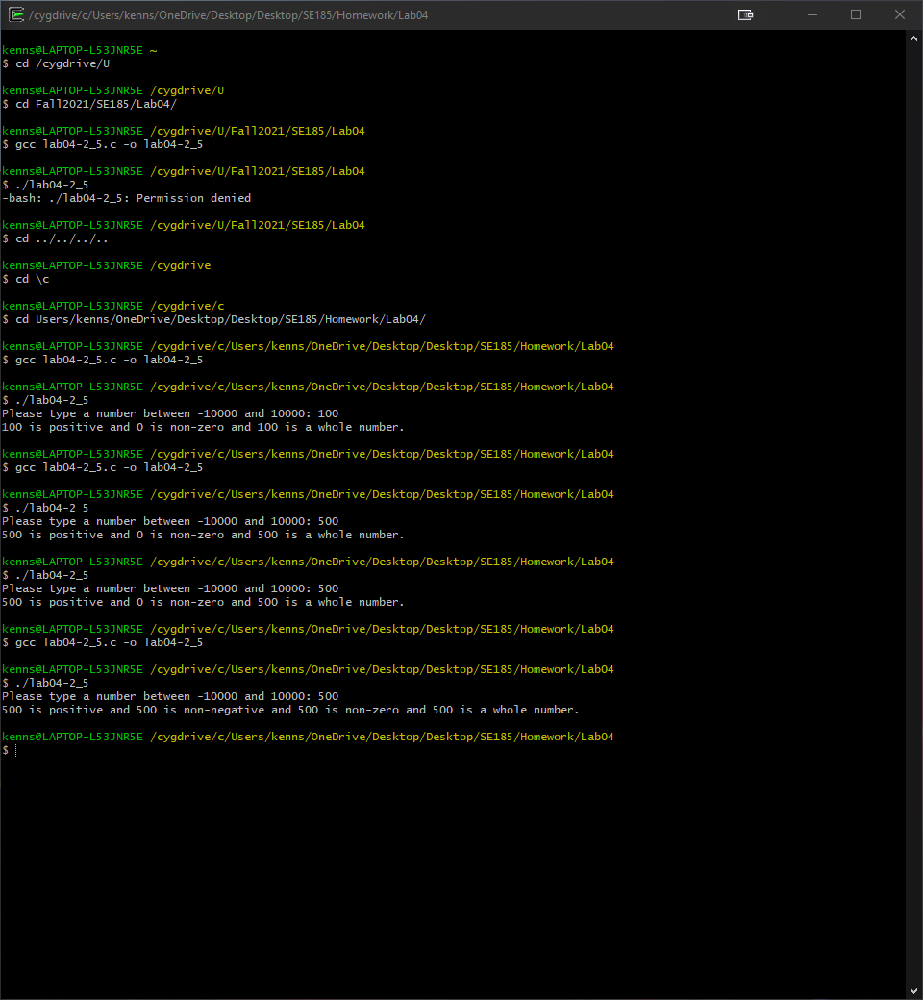 /cygdrive/c/Users/kenns/OneDrive/Desktop/Desktop/SE185/Homework/Lab04
kenns@LAPTOP-L53JNR5E ~
$ cd /cygdrive/U
kenns@LAPTOP-L53JNR5E /cygdrive/U
$ cd Fall2021/SE185/Lab04/
kenns@LAPTOP-L53JNR5E /cygdrive/U/Fall2021/SE185/Lab04
$ gcc lab04-2_5.c -o lab04-2_5
kenns@LAPTOP-L53JNR5E /cygdrive/U/Fall2021/SE185/Lab04
$ ./lab04-2_5
-bash: ./lab04-2_5: Permission denied
kenns@LAPTOP-L53JNR5E /cygdrive/U/Fall2021/SE185/Lab04
$ cd ../../../..
kenns@LAPTOP-L53JNR5E /cygdrive
$ cd \c
kenns@LAPTOP-L53JNR5E /cygdrive/c
$ cd Users/kenns/OneDrive/Desktop/Desktop/SE185/Homework/Lab04/
kenns@LAPTOP-L53JNR5E /cygdrive/c/Users/kenns/OneDrive/Desktop/Desktop/SE185/Homework/Lab04
$ gcc lab04-2_5.c -o lab04-2_5
kenns@LAPTOP-L53JNR5E /cygdrive/c/Users/kenns/OneDrive/Desktop/Desktop/SE185/Homework/Lab04
$ ./lab04-2_5
Please type a number between -10000 and 10000: 100
100 is positive and 0 is non-zero and 100 is a whole number.
kenns@LAPTOP-L53JNR5E /cygdrive/c/Users/kenns/OneDrive/Desktop/Desktop/SE185/Homework/Lab04
$ gcc lab04-2_5.c -o lab04-2_5
kenns@LAPTOP-L53JNR5E /cygdrive/c/Users/kenns/OneDrive/Desktop/Desktop/SE185/Homework/Lab04
$ ./lab04-2_5
Please type a number between -10000 and 10000: 500
500 is positive and 0 is non-zero and 500 is a whole number.
kenns@LAPTOP-L53JNR5E /cygdrive/c/Users/kenns/OneDrive/Desktop/Desktop/SE185/Homework/Lab04
$ ./lab04-2_5
Please type a number between -10000 and 10000: 500
500 is positive and 0 is non-zero and 500 is a whole number.
kenns@LAPTOP-L53JNR5E /cygdrive/c/Users/kenns/OneDrive/Desktop/Desktop/SE185/Homework/Lab04
$ gcc lab04-2_5.c -o lab04-2_5
kenns@LAPTOP-L53JNR5E /cygdrive/c/Users/kenns/OneDrive/Desktop/Desktop/SE185/Homework/Lab04
$ ./lab04-2_5
Please type a number between -10000 and 10000: 500
500 is positive and 500 is non-negative and 500 is non-zero and 500 is a whole number.
kenns@LAPTOP-L53JNR5E /cygdrive/c/Users/kenns/OneDrive/Desktop/Desktop/SE185/Homework/Lab04
$